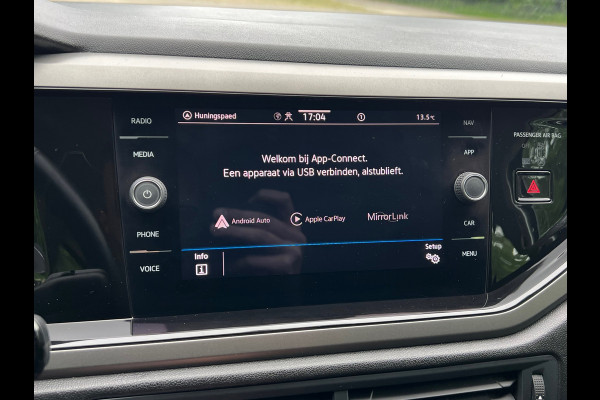 RADIO
MEDIA
PHONE
VOICE
Huningspaed 17:04 1 13.5°C
Welkom bij App-Connect.
Een apparaat via USB verbinden, alstublieft.
Android Auto Apple CarPlay MirrorLink
Info Setup
NAV
APP
CAR
MENU
PASSENGER AIR BAG